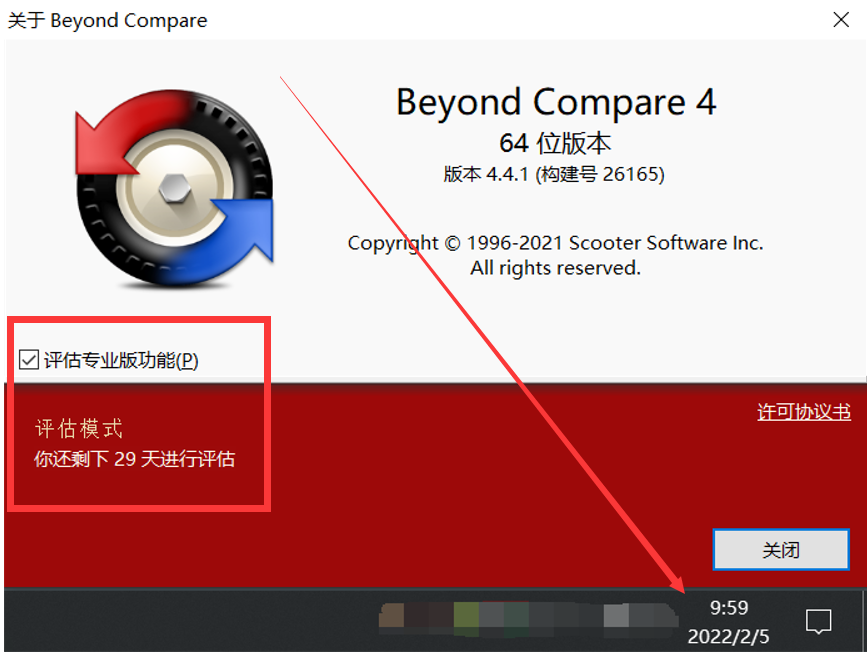 关于 Beyond Compare
Beyond Compare 4
64 位版本
版本 4.4.1 (构建号 26165)
Copyright © 1996-2021 Scooter Software Inc.
All rights reserved.
评估专业版功能(P)
评估模式
你还剩下 29 天进行评估
许可协议书
关闭
9:59
2022/2/5